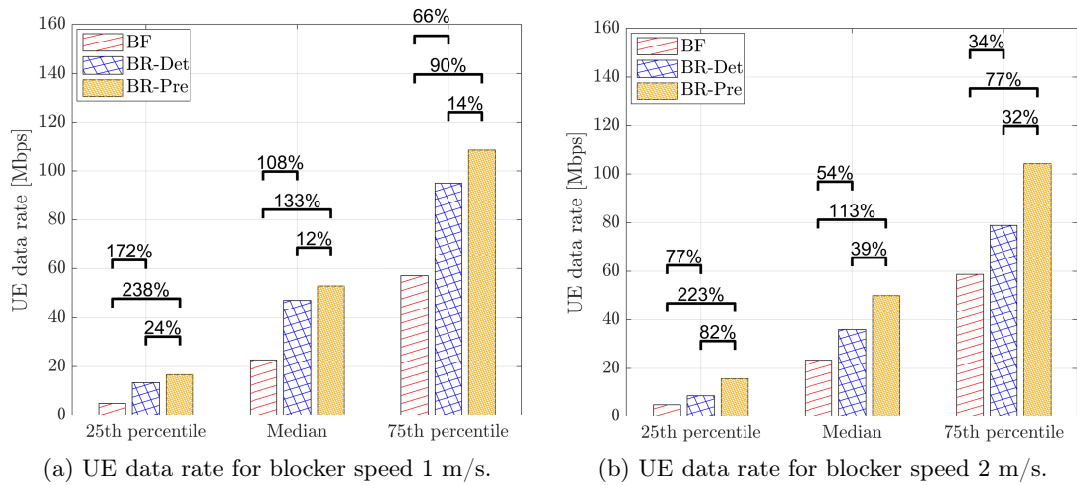 160
140
120
100
80
60
40
20
0
UE data rate [Mbps]
BF
BR-Det
BR-Pre
172%
238%
24%
108%
133%
12%
66%
90%
14%
25th percentile
Median
75th percentile
(a) UE data rate for blocker speed 1 m/s.
160
140
120
100
80
60
40
20
0
UE data rate [Mbps]
BF
BR-Det
BR-Pre
77%
223%
82%
54%
113%
39%
34%
77%
32%
25th percentile
Median
75th percentile
(b) UE data rate for blocker speed 2 m/s.